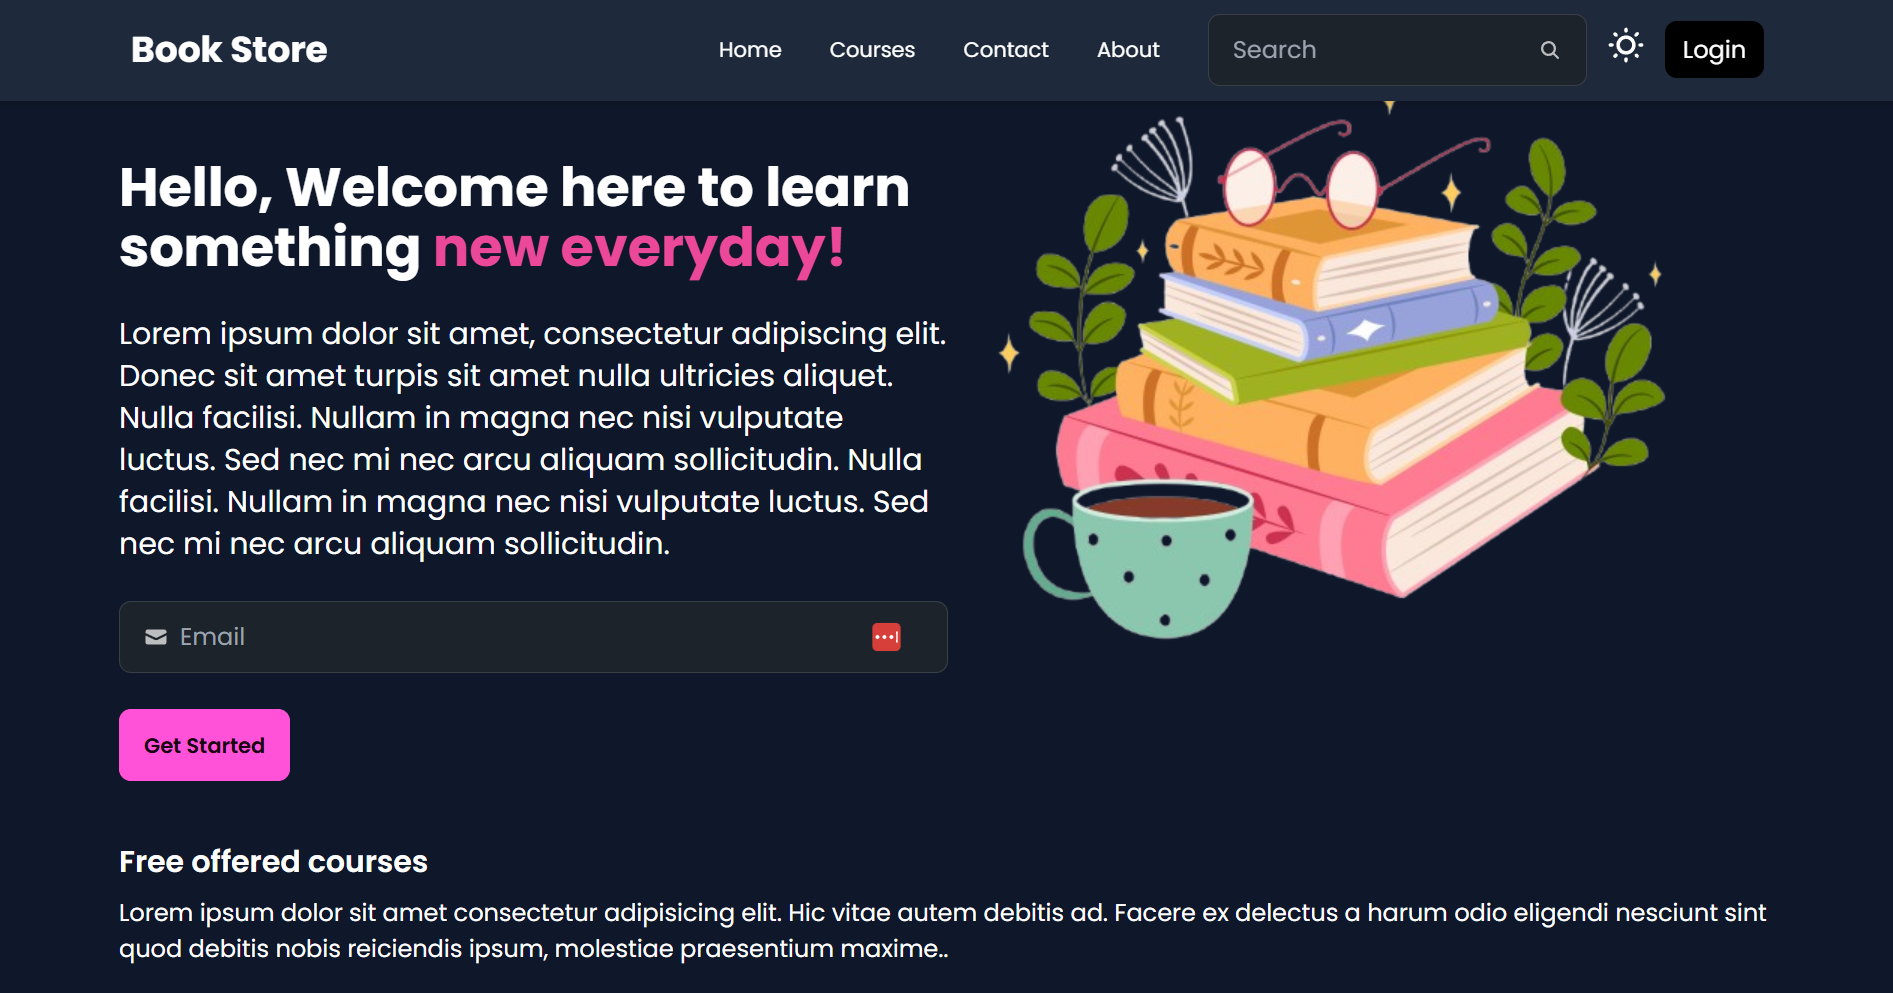 Book Store
Home
Courses
Contact
About
Search
Login
Hello, Welcome here to learn
something new everyday!
Lorem ipsum dolor sit amet, consectetur adipiscing elit.
Donec sit amet turpis sit amet nulla ultricies aliquet.
Nulla facilisi. Nullam in magna nec nisi vulputate
luctus. Sed nec mi nec arcu aliquam sollicitudin. Nulla
facilisi. Nullam in magna nec nisi vulputate luctus. Sed
nec mi nec arcu aliquam sollicitudin.
Email
Get Started
Free offered courses
Lorem ipsum dolor sit amet consectetur adipisicing elit. Hic vitae autem debitis ad. Facere ex delectus a harum odio eligendi nesciunt sint
quod debitis nobis reiciendis ipsum, molestiae praesentium maxime..